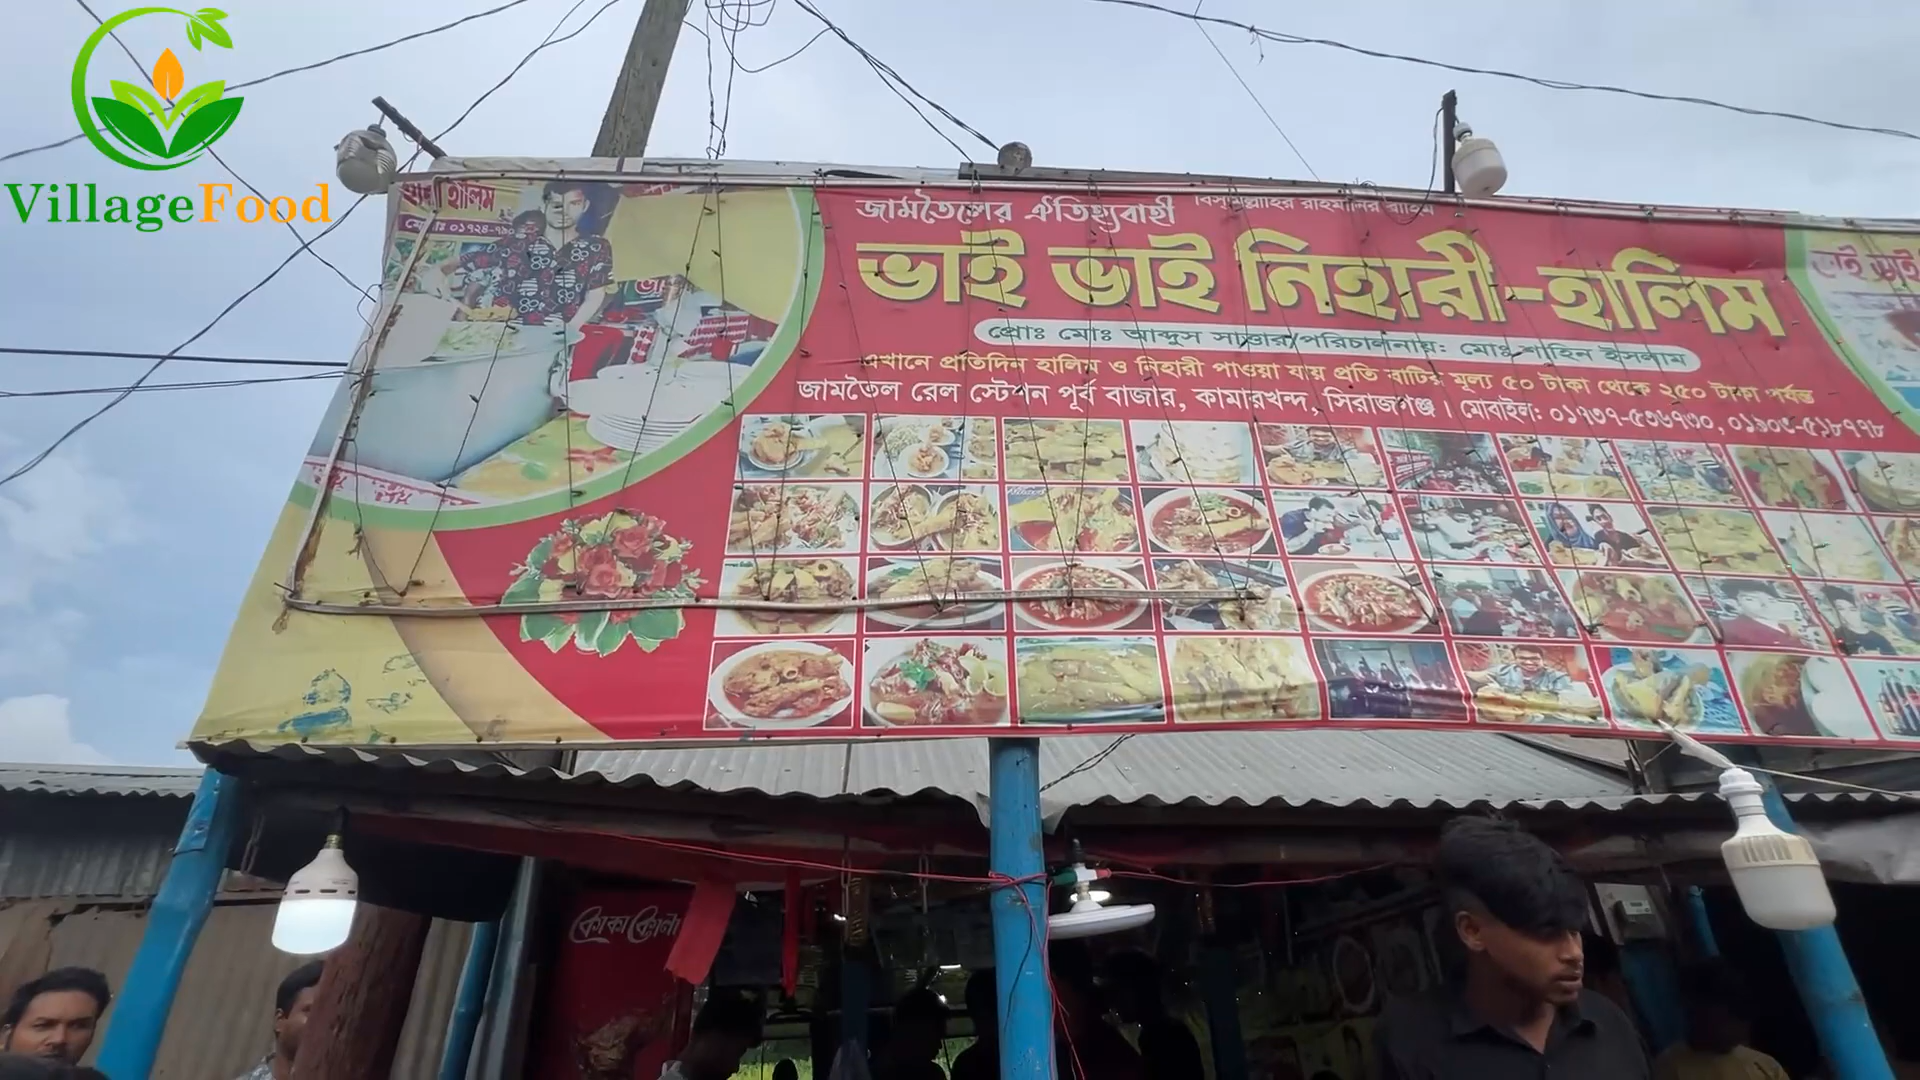 VillageFood
হালিম
জামতৈলের ঐতিহ্যবাহী
বিসমিল্লাহির রাহমানির রাহিম
ভাই ভাই নিহারী-হালিম
প্রোঃ মোঃ আব্দুস সাত্তার/পরিচালনায়: মোঃ শাহিন ইসলাম
এখানে প্রতিদিন হালিম ও নিহারী পাওয়া যায় প্রতি বাটির মূল্য ৫০ টাকা থেকে ২৫০ টাকা পর্যন্ত
জামতৈল রেল স্টেশন পূর্ব বাজার, কামারখন্দ, সিরাজগঞ্জ। মোবাইল: ০১৭৩৭-৫৩৬৭৩০, ০১৯০৩-৫১৮৭৭৮
ভাই ভাই
কোকা কোলা